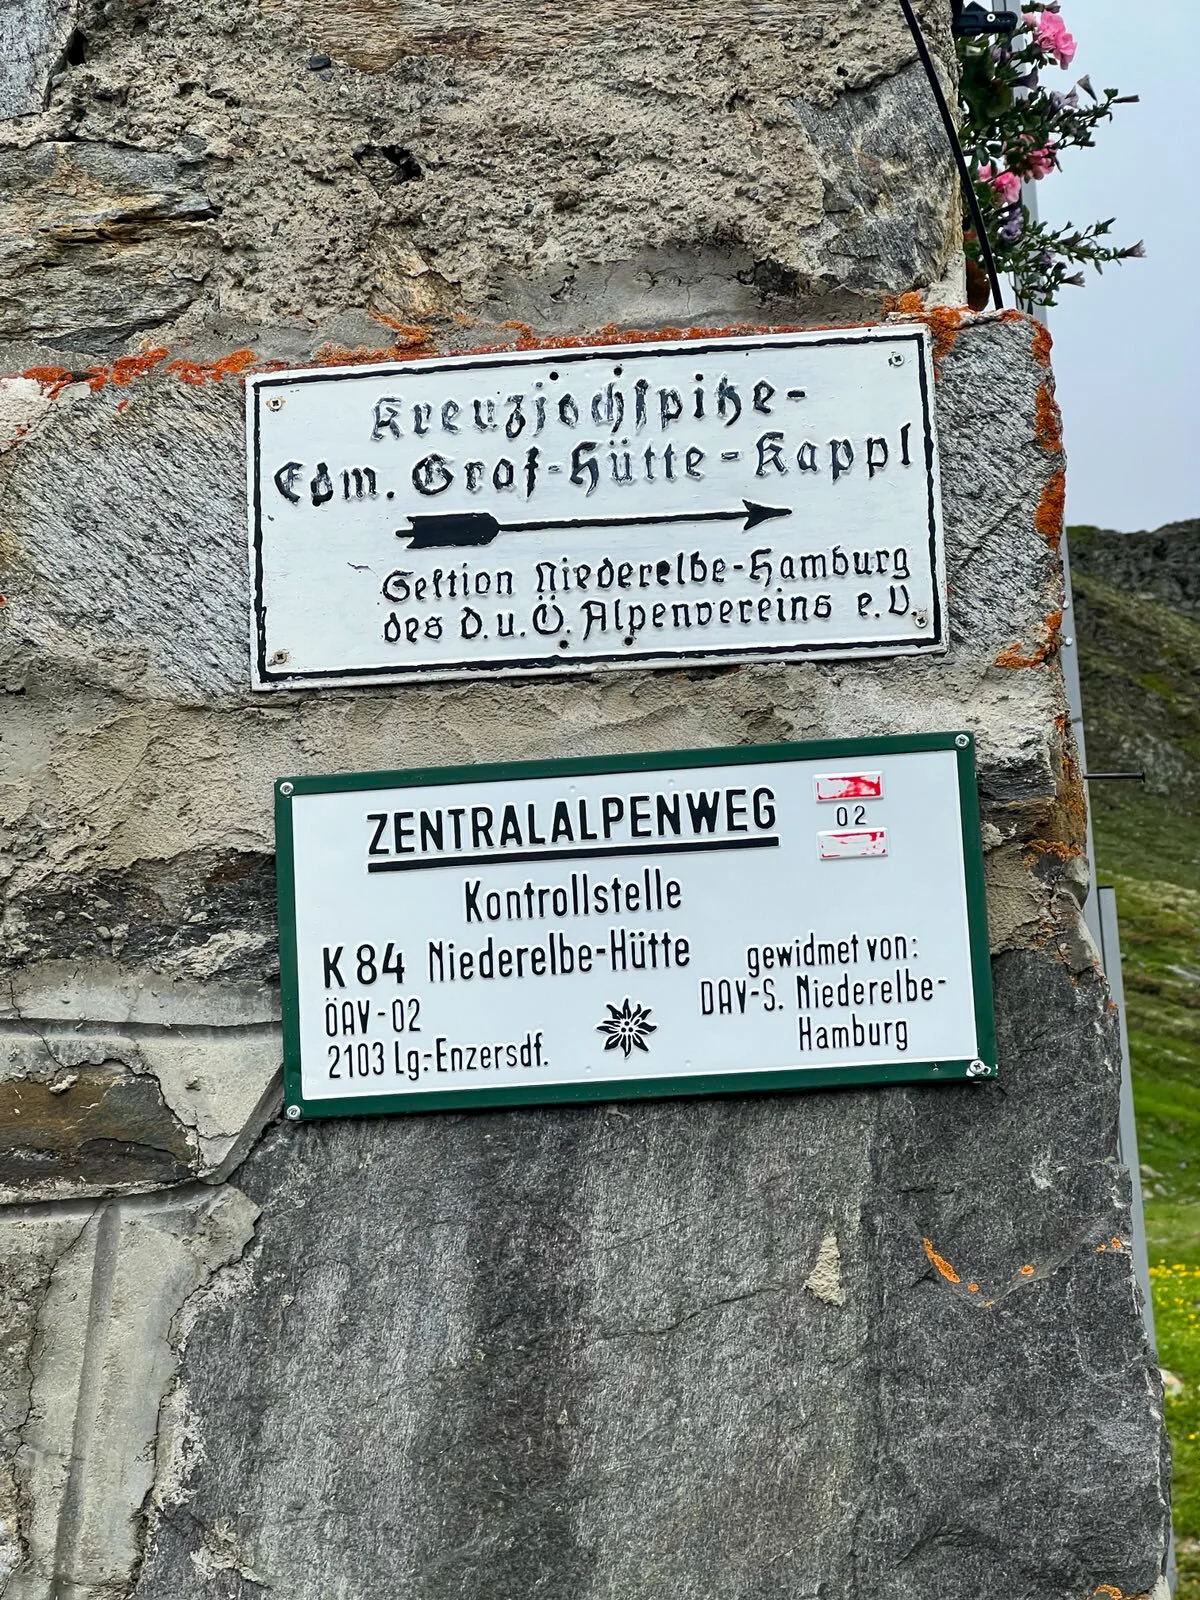 Kreuzjochspitze-
Edm. Graf-Hütte-Kappl
Sektion Niederelbe-Hamburg
des D.u.Ö. Alpenvereins e.V.
ZENTRALALPENWEG
02
Kontrollstelle
K 84 Niederelbe-Hütte
ÖAV-02
2103 Lg.-Enzersdf.
gewidmet von:
DAV-S. Niederelbe-
Hamburg